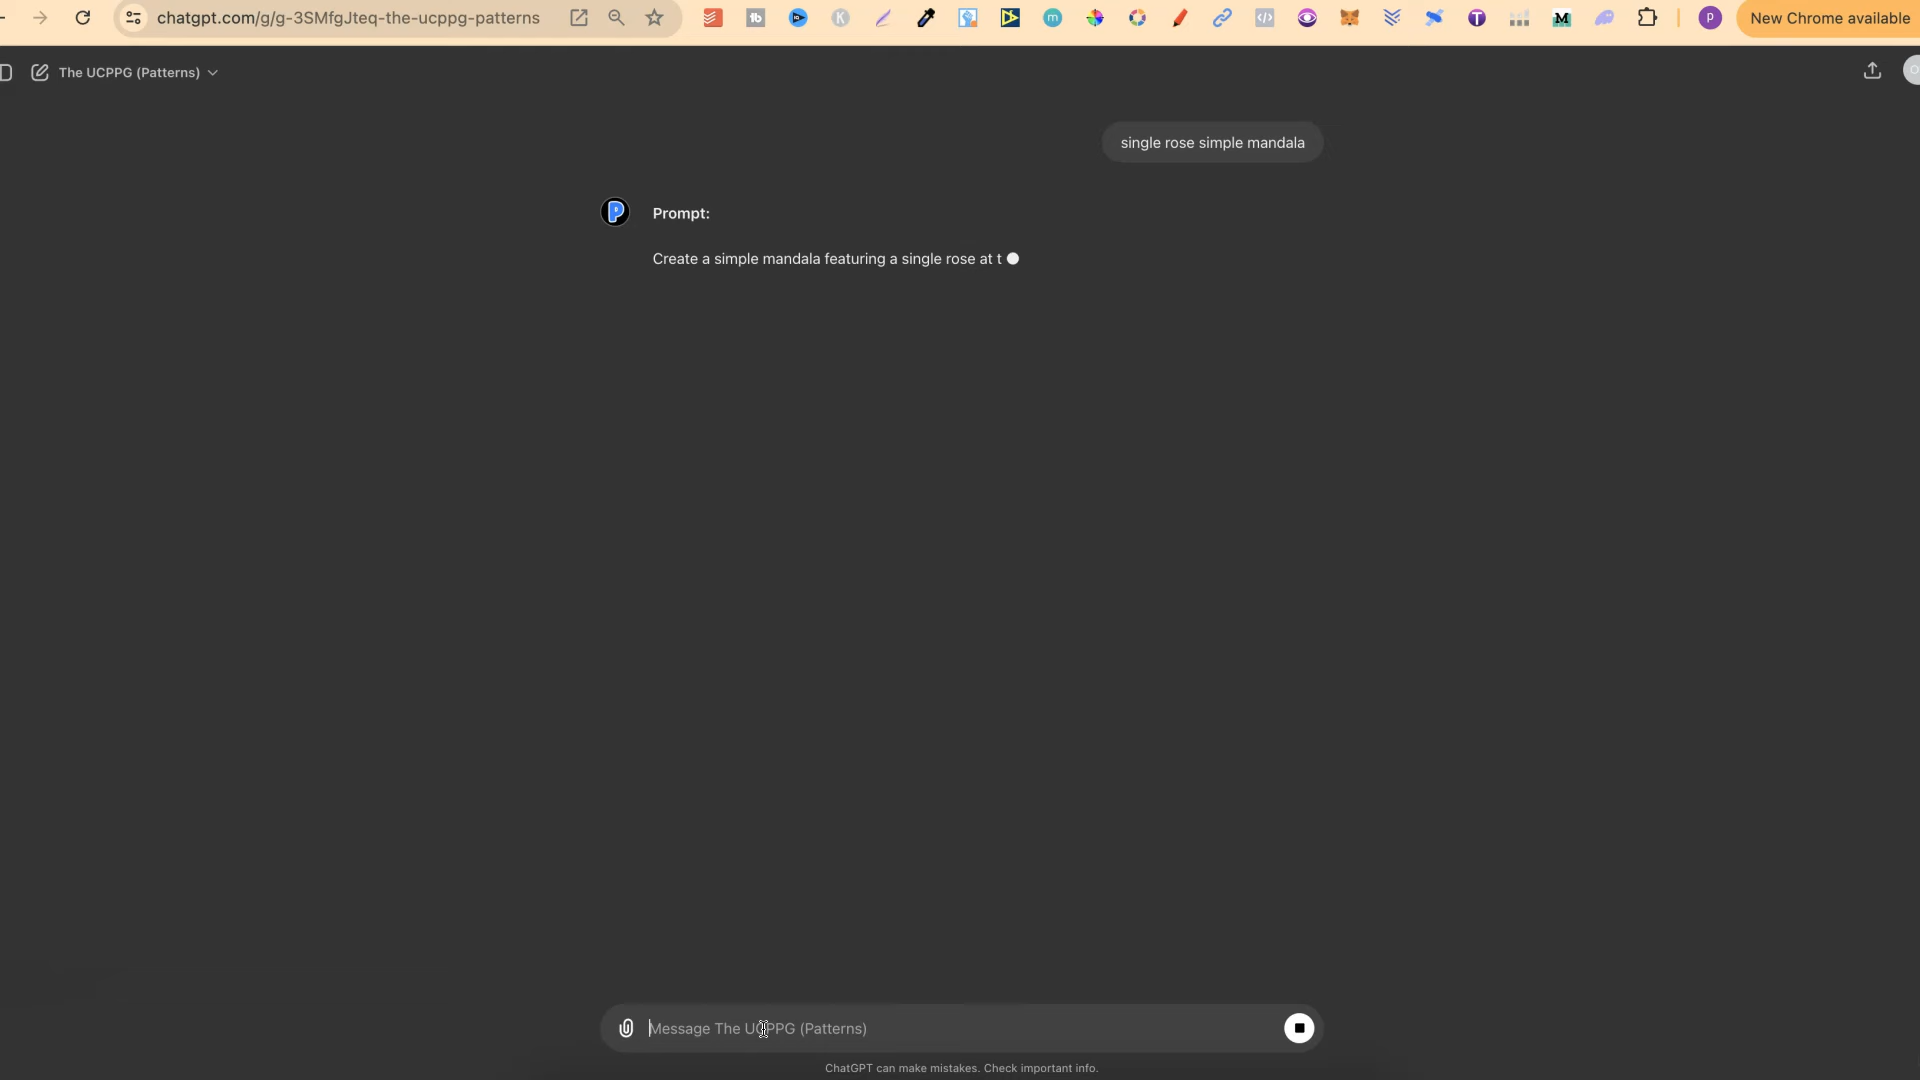 chatgpt.com/g/g-3SMfgJteq-the-ucppg-patterns
New Chrome available
The UCPPG (Patterns)
single rose simple mandala
Prompt:
Create a simple mandala featuring a single rose at t
Message The UCPPG (Patterns)
ChatGPT can make mistakes. Check important info.